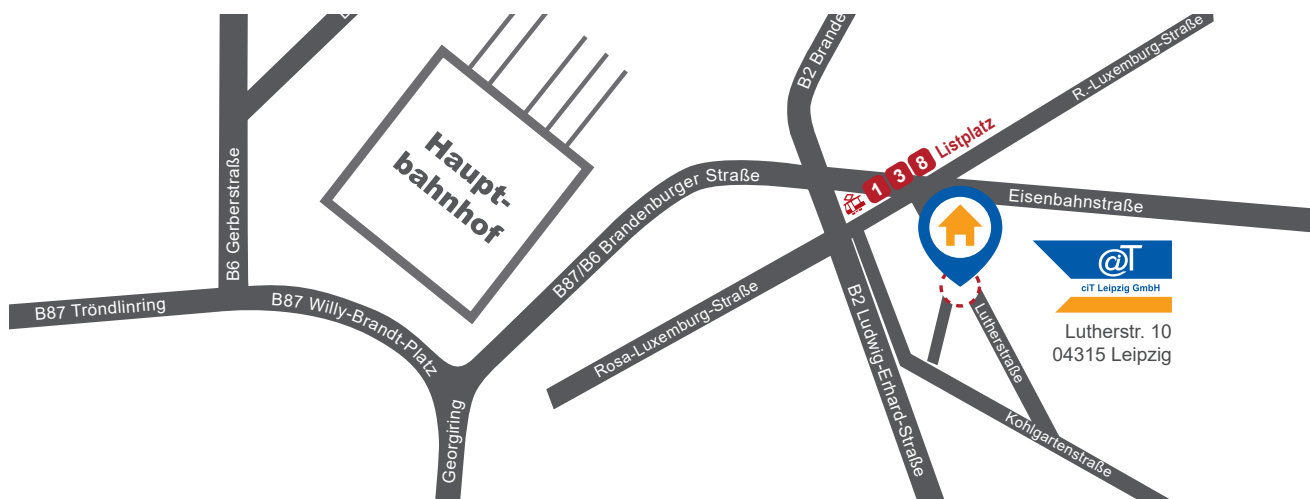 B2 Brande
R.-Luxemburg-Straße
Haupt-
bahnhof
B6 Gerberstraße
1 3 8 Listplatz
B87/B6 Brandenburger Straße
Eisenbahnstraße
B87 Tröndlinring
B87 Willy-Brandt-Platz
Rosa-Luxemburg-Straße
B2 Ludwig-Erhard-Straße
Lutherstraße
@iT
ciT Leipzig GmbH
Lutherstr. 10
04315 Leipzig
Georgiring
Kohlgartenstraße